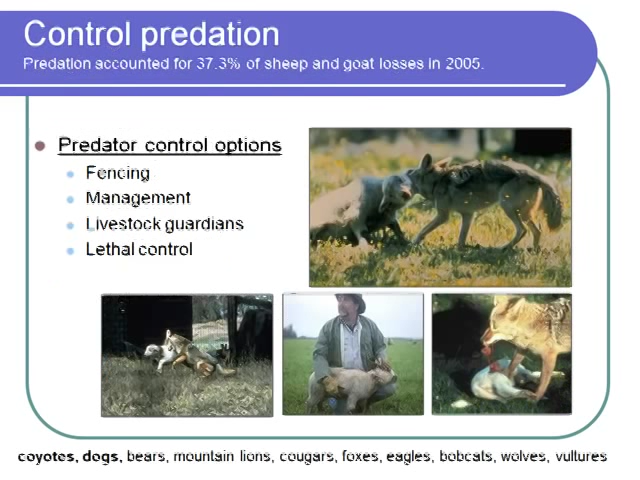 Control predation
Predation accounted for 37.3% of sheep and goat losses in 2005.
Predator control options
Fencing
Management
Livestock guardians
Lethal control
coyotes, dogs, bears, mountain lions, cougars, foxes, eagles, bobcats, wolves, vultures